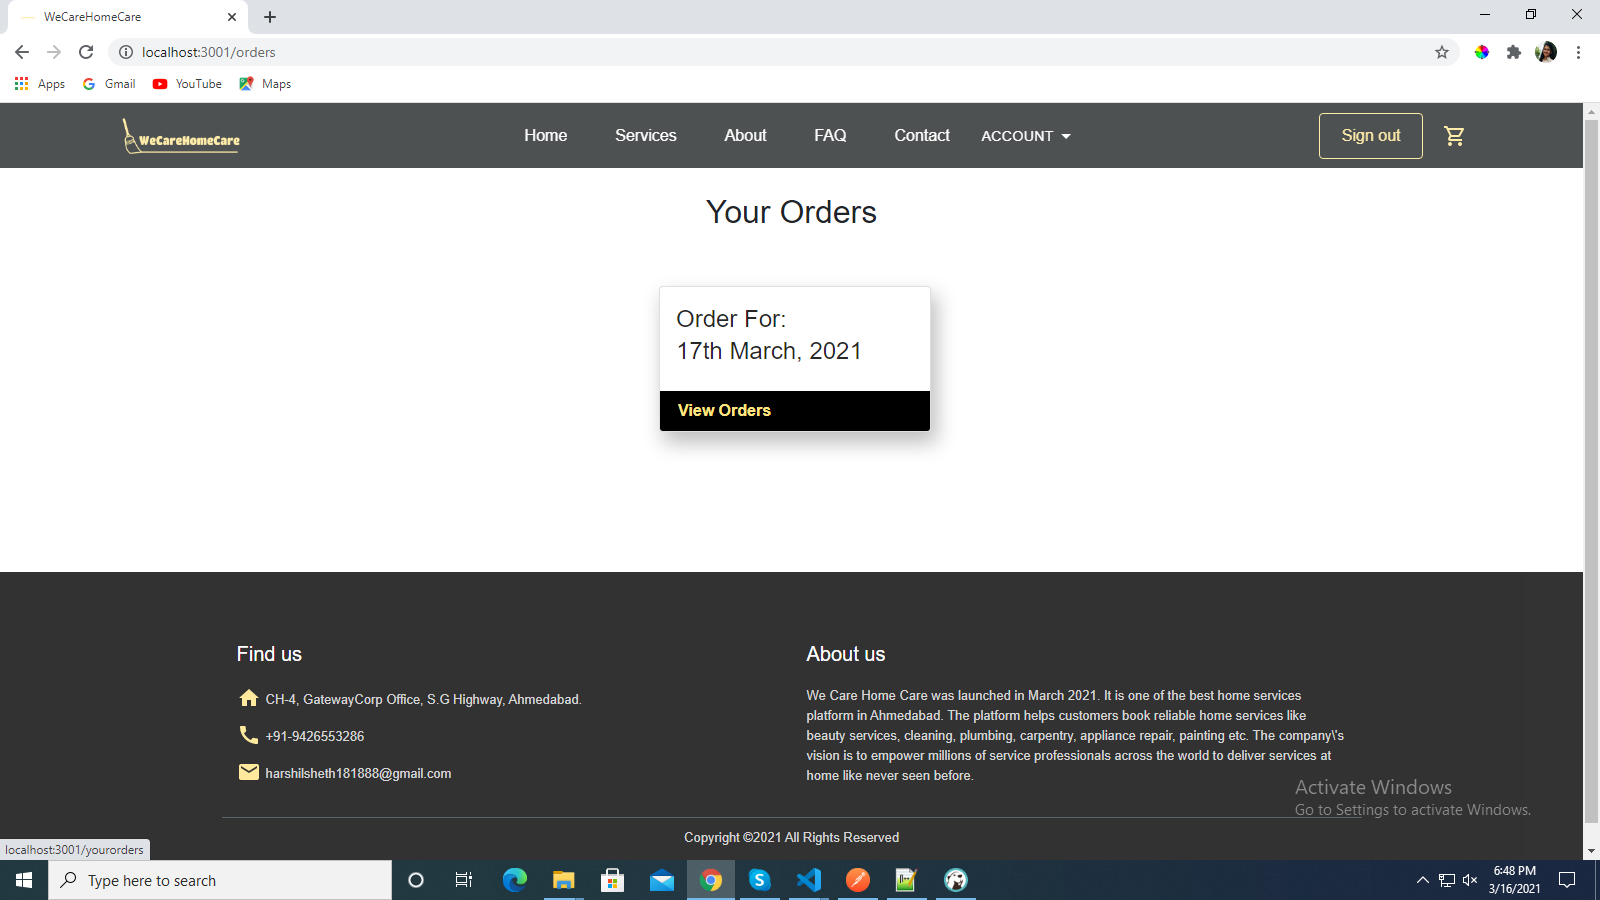 WeCareHomeCare
localhost:3001/orders
Apps
Gmail
YouTube
Maps
WeCareHomeCare
Home
Services
About
FAQ
Contact
ACCOUNT
Sign out
Your Orders
Order For:
17th March, 2021
View Orders
Find us
CH-4, GatewayCorp Office, S.G Highway, Ahmedabad.
+91-9426553286
harshilsheth181888@gmail.com
About us
We Care Home Care was launched in March 2021. It is one of the best home services
platform in Ahmedabad. The platform helps customers book reliable home services like
beauty services, cleaning, plumbing, carpentry, appliance repair, painting etc. The company\'s
vision is to empower millions of service professionals across the world to deliver services at
home like never seen before.
Activate Windows
Go to Settings to activate Windows.
Copyright ©2021 All Rights Reserved
localhost:3001/yourorders
Type here to search
6:48 PM
3/16/2021